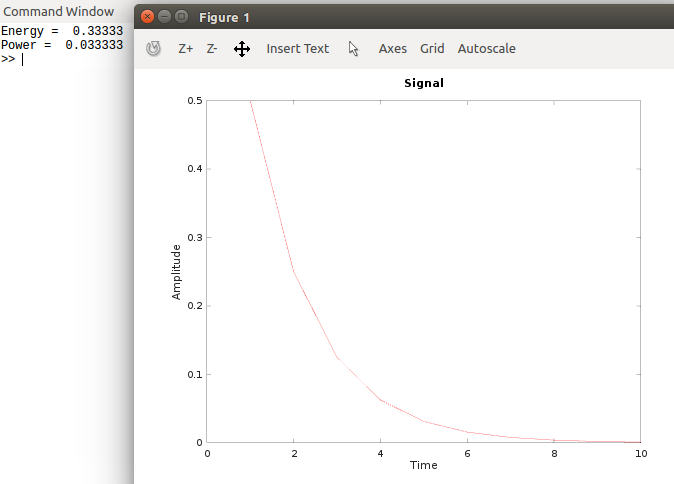 Command Window
Energy =  0.33333
Power =  0.033333
>>
Figure 1
Z+ Z- Insert Text Axes Grid Autoscale
Signal
0.5
0.4
0.3
0.2
0.1
0
Amplitude
0 2 4 6 8 10
Time